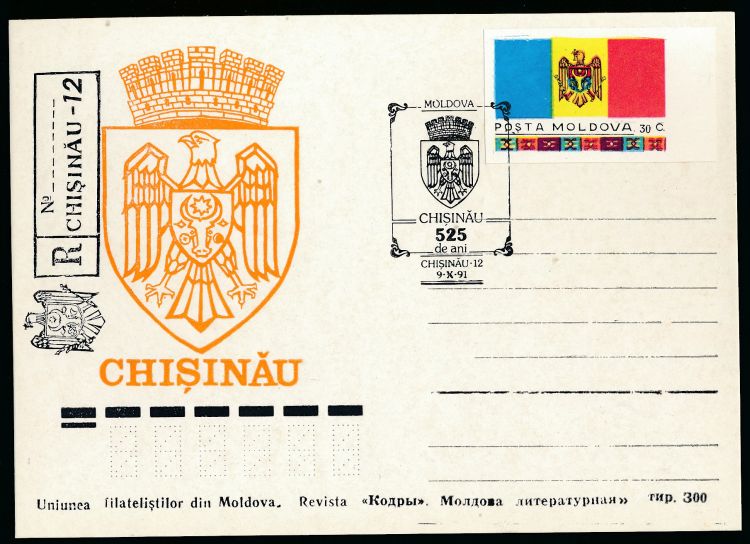 R
№
CHIȘINĂU -12
CHIȘINĂU
MOLDOVA
CHIȘINĂU
525
de ani
CHIȘINĂU-12
9-X-91
POȘTA MOLDOVA, 30 C.
Uniunea filateliștilor din Moldova. Revista «Кодры». Молдова литературная» тир. 300